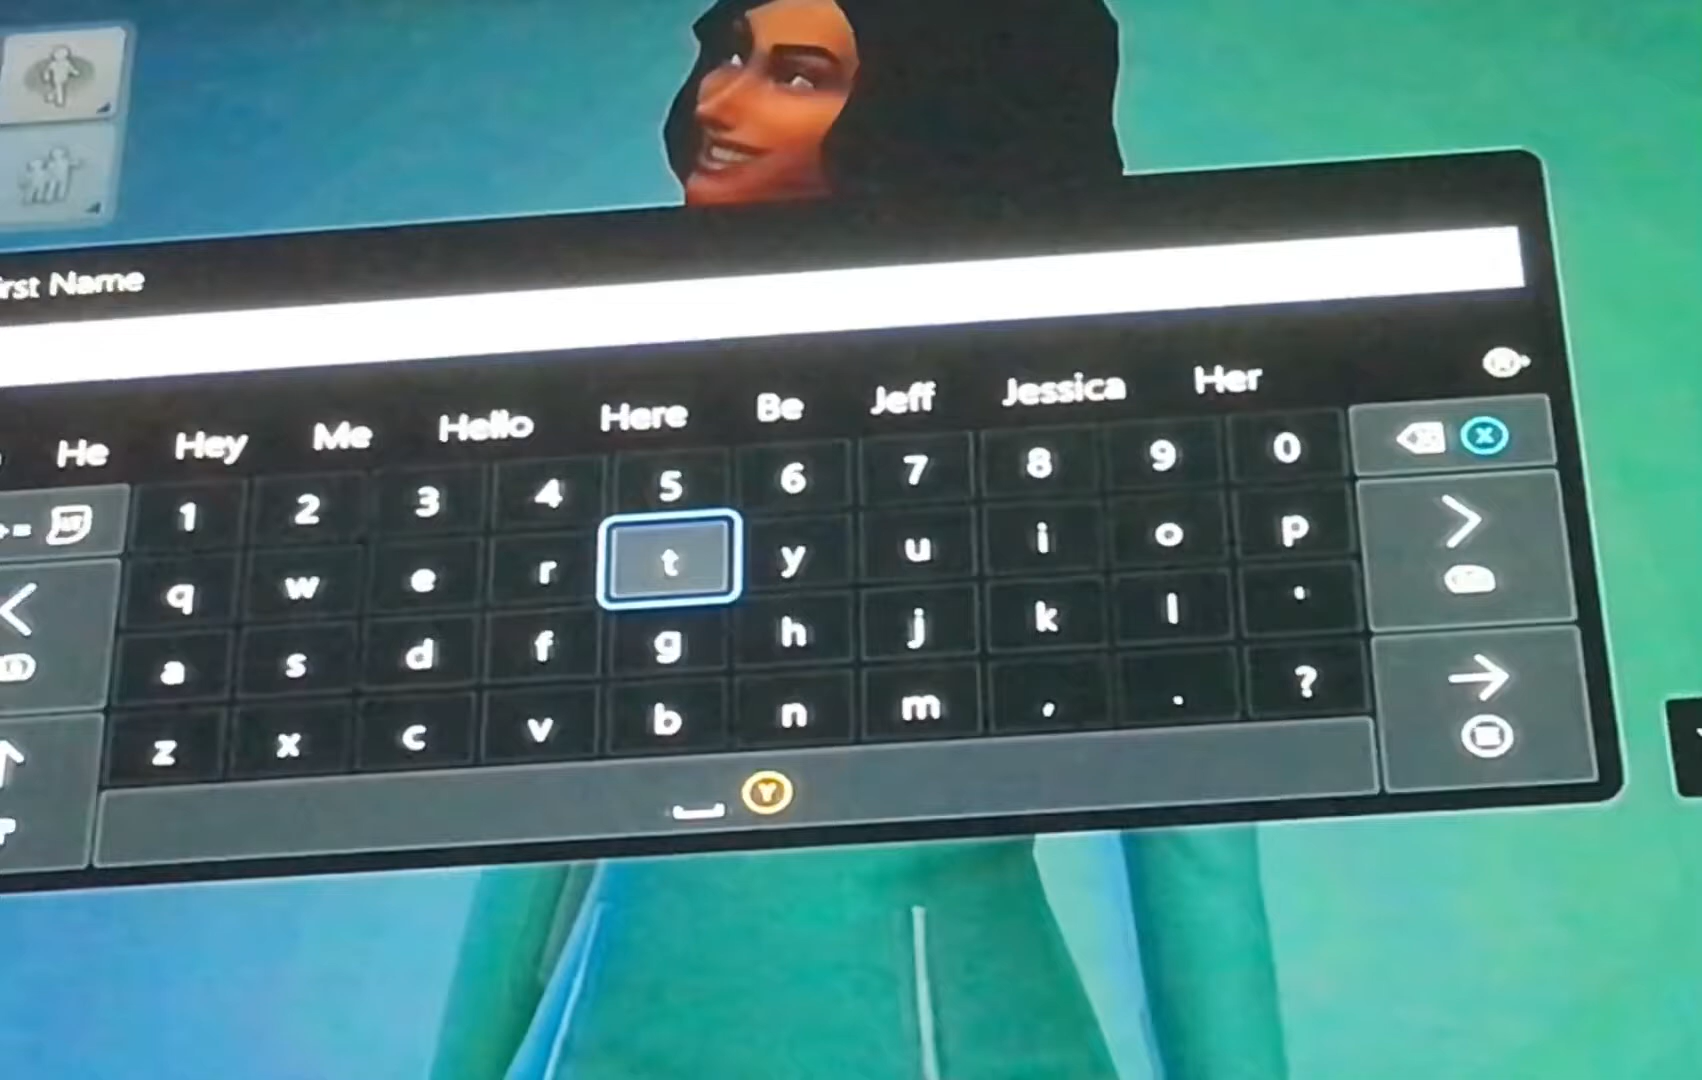 Name
He Hey Me Hello Here Be Jeff Jessica Her
1 2 3 4 5 6 7 8 9 0 X
q w e r t y u i o p
a s d f g h j k l '
z x c v b n m , . ?
Y